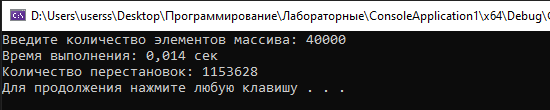 D:\Users\userss\Desktop\Программирование\Лабораторные\ConsoleApplication1\x64\Debug\
Введите количество элементов массива: 40000
Время выполнения: 0,014 сек
Количество перестановок: 1153628
Для продолжения нажмите любую клавишу . . .